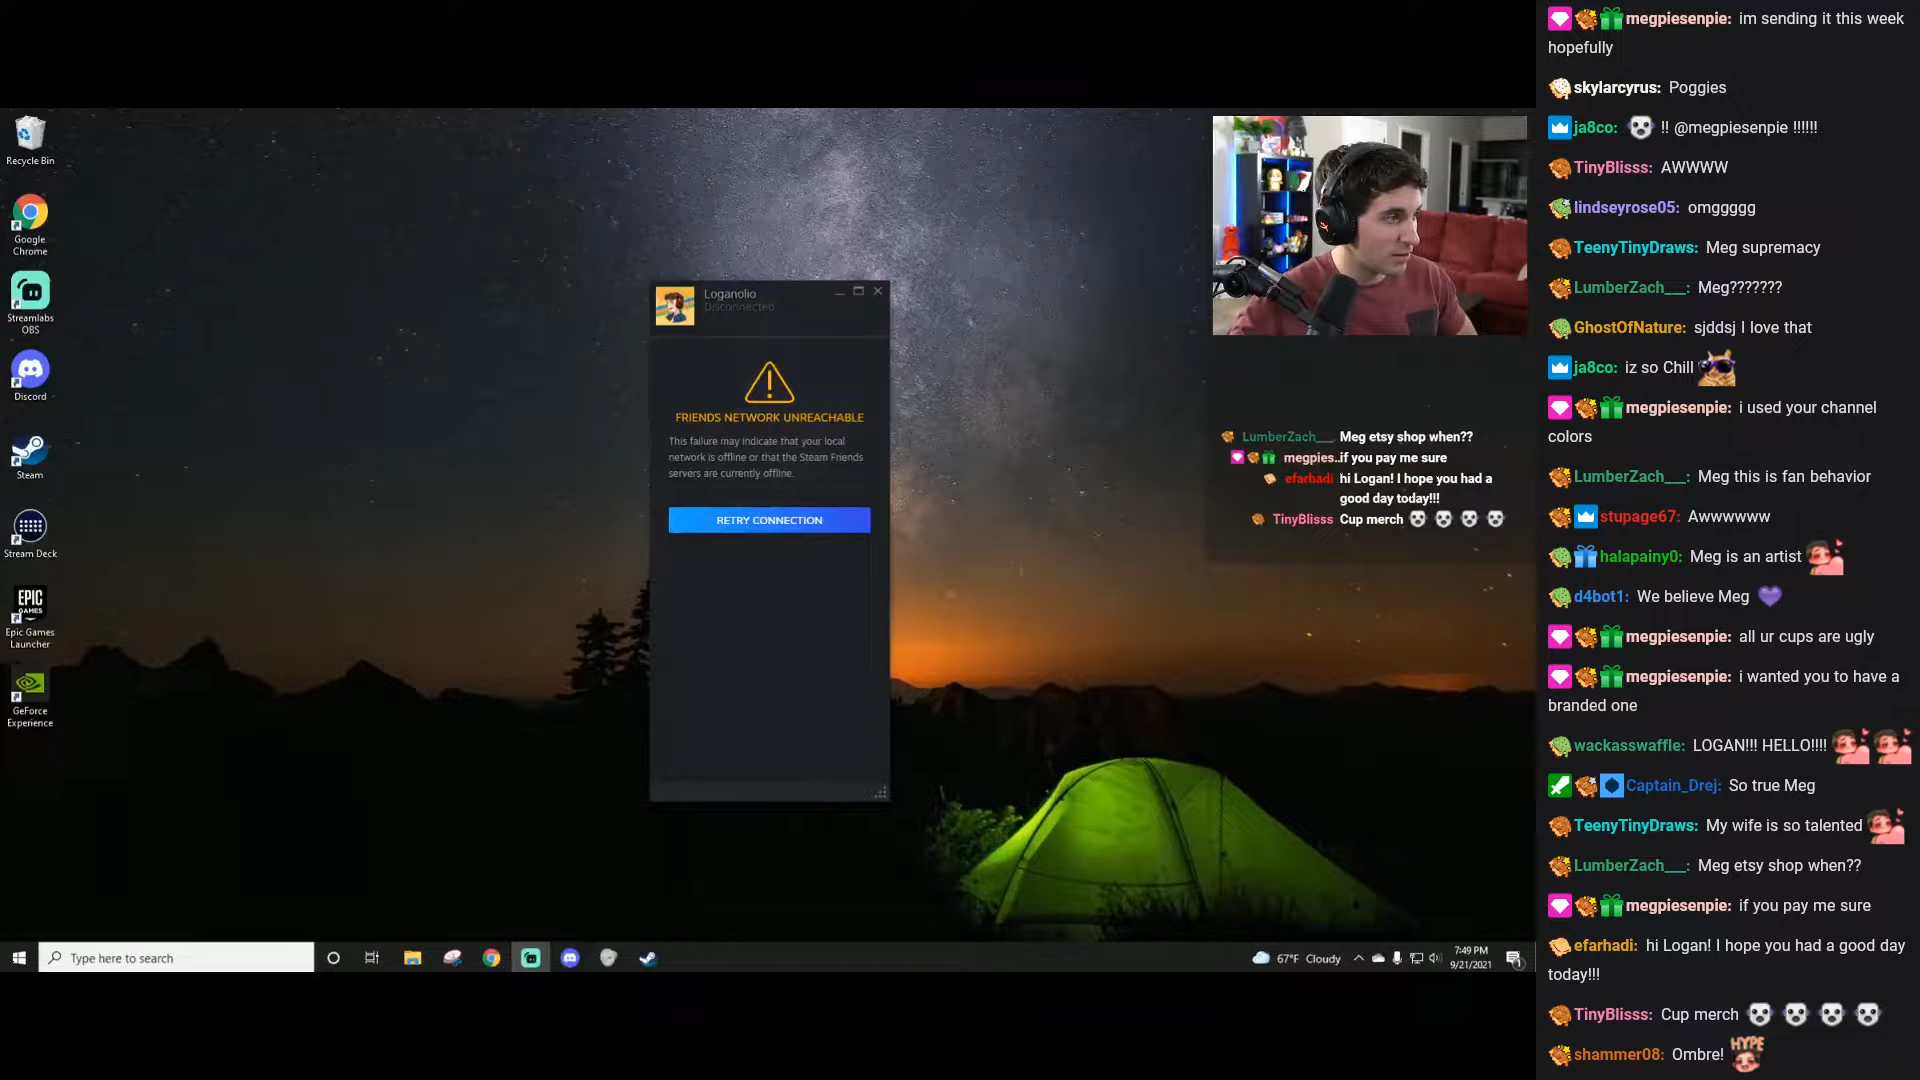 Recycle Bin
Google
Chrome
Streamlabs
OBS
Discord
Steam
Stream Deck
EPIC
GAMES
Epic Games
Launcher
GeForce
Experience
Loganolio
Disconnected
FRIENDS NETWORK UNREACHABLE
This failure may indicate that your local
network is offline or that the Steam Friends
servers are currently offline.
RETRY CONNECTION
LumberZach___ Meg etsy shop when??
megpies.. if you pay me sure
efarhadi hi Logan! I hope you had a
good day today!!!
TinyBlisss Cup merch
Type here to search
67°F Cloudy
7:49 PM
9/21/2021
1
megpiesenpie: im sending it this week
hopefully
skylarcyrus: Poggies
ja8co: !! @megpiesenpie !!!!!!
TinyBlisss: AWWWW
lindseyrose05: omggggg
TeenyTinyDraws: Meg supremacy
LumberZach___: Meg???????
GhostOfNature: sjddsj I love that
ja8co: iz so Chill
megpiesenpie: i used your channel
colors
LumberZach___: Meg this is fan behavior
stupage67: Awwwwww
halapainy0: Meg is an artist
d4bot1: We believe Meg
megpiesenpie: all ur cups are ugly
megpiesenpie: i wanted you to have a
branded one
wackasswaffle: LOGAN!!! HELLO!!!!
Captain_Drej: So true Meg
TeenyTinyDraws: My wife is so talented
LumberZach___: Meg etsy shop when??
megpiesenpie: if you pay me sure
efarhadi: hi Logan! I hope you had a good day
today!!!
TinyBlisss: Cup merch
shammer08: Ombre! HYPE